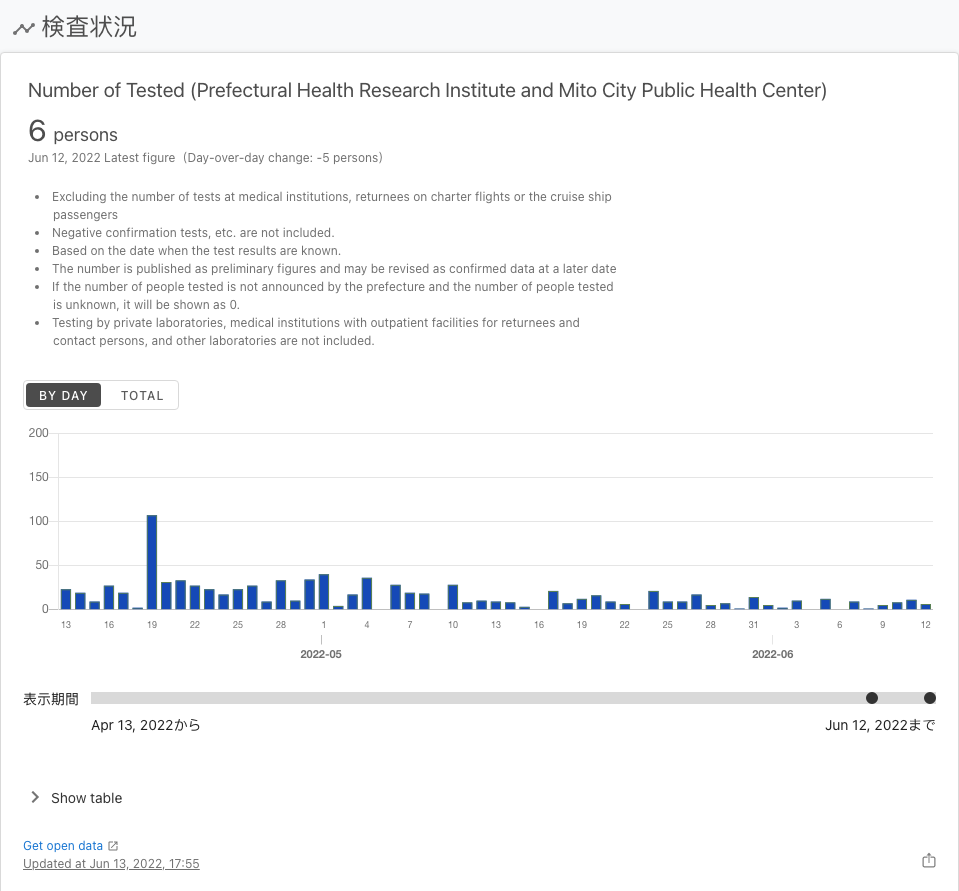 検査状況
Number of Tested (Prefectural Health Research Institute and Mito City Public Health Center)
6 persons
Jun 12, 2022 Latest figure (Day-over-day change: -5 persons)
• Excluding the number of tests at medical institutions, returnees on charter flights or the cruise ship
passengers
• Negative confirmation tests, etc. are not included.
• Based on the date when the test results are known.
• The number is published as preliminary figures and may be revised as confirmed data at a later date
• If the number of people tested is not announced by the prefecture and the number of people tested
is unknown, it will be shown as 0.
• Testing by private laboratories, medical institutions with outpatient facilities for returnees and
contact persons, and other laboratories are not included.
BY DAY TOTAL
200
150
100
50
0
13 16 19 22 25 28 1 4 7 10 13 16 19 22 25 28 31 3 6 9 12
2022-05 2022-06
表示期間
Apr 13, 2022から Jun 12, 2022まで
Show table
Get open data
Updated at Jun 13, 2022, 17:55